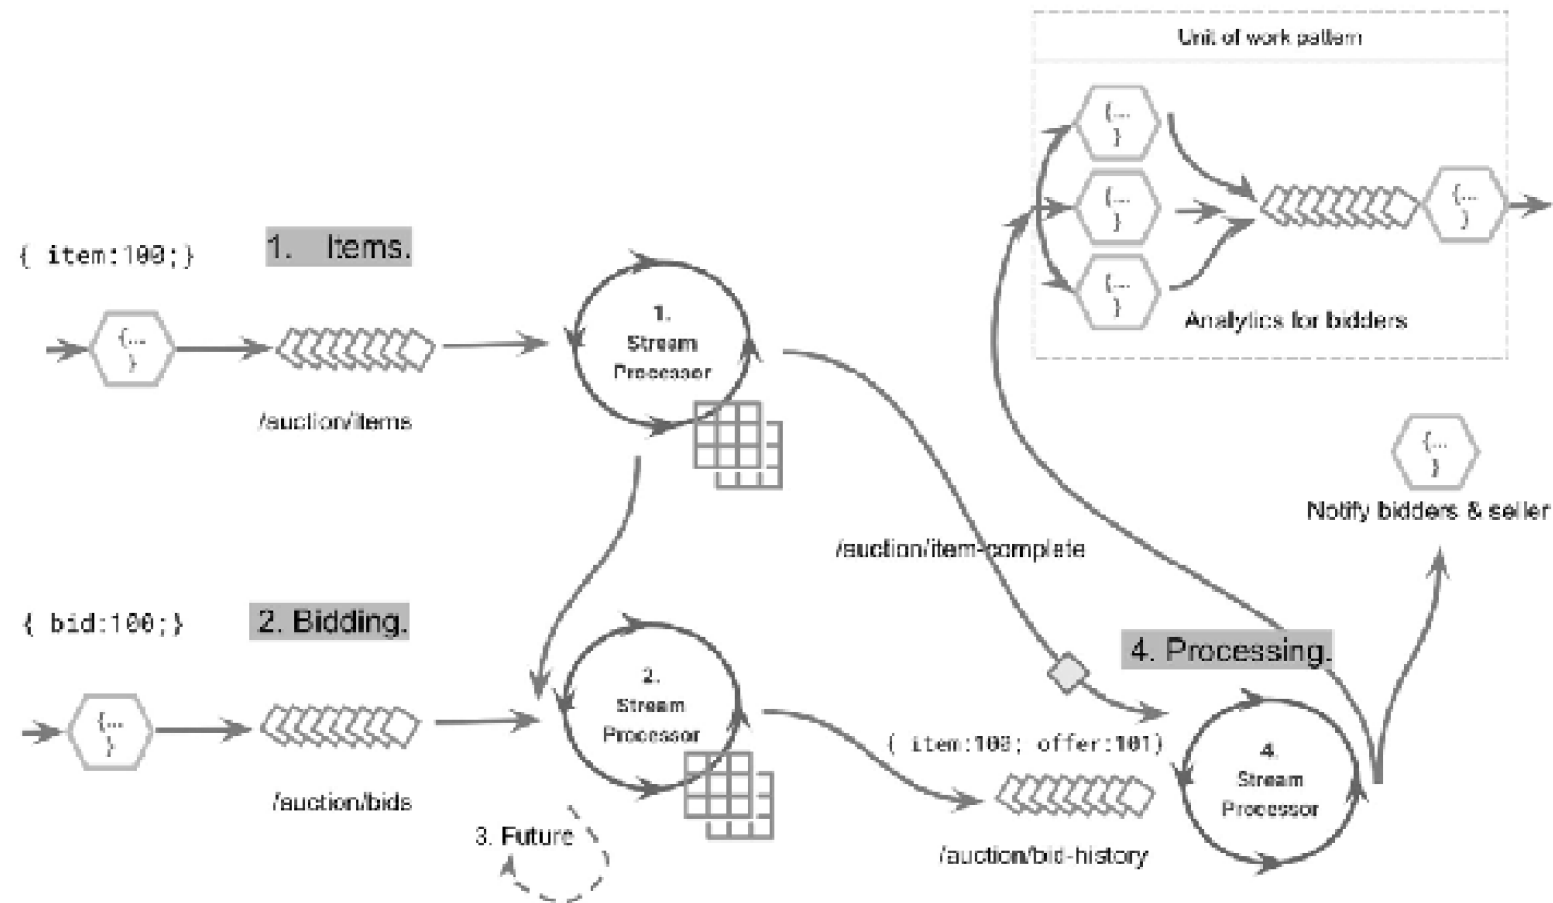 Unit of work pattern
{...
}
{...
}
{...
}
{...
}
Analytics for bidders
{ item:100;}
1. Items.
{...
}
/auction/items
1.
Stream
Processor
{...
}
Notify bidders & seller
/auction/item-complete
{ bid:100;}
2. Bidding.
{...
}
/auction/bids
2.
Stream
Processor
3. Future
4. Processing.
{ item:100; offer:101}
/auction/bid-history
4.
Stream
Processor